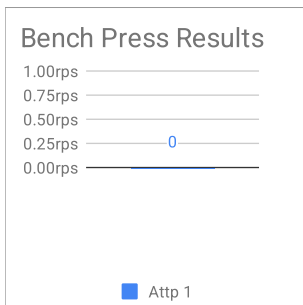 Bench Press Results
1.00rps
0.75rps
0.50rps
0.25rps
0
0.00rps
Attp 1